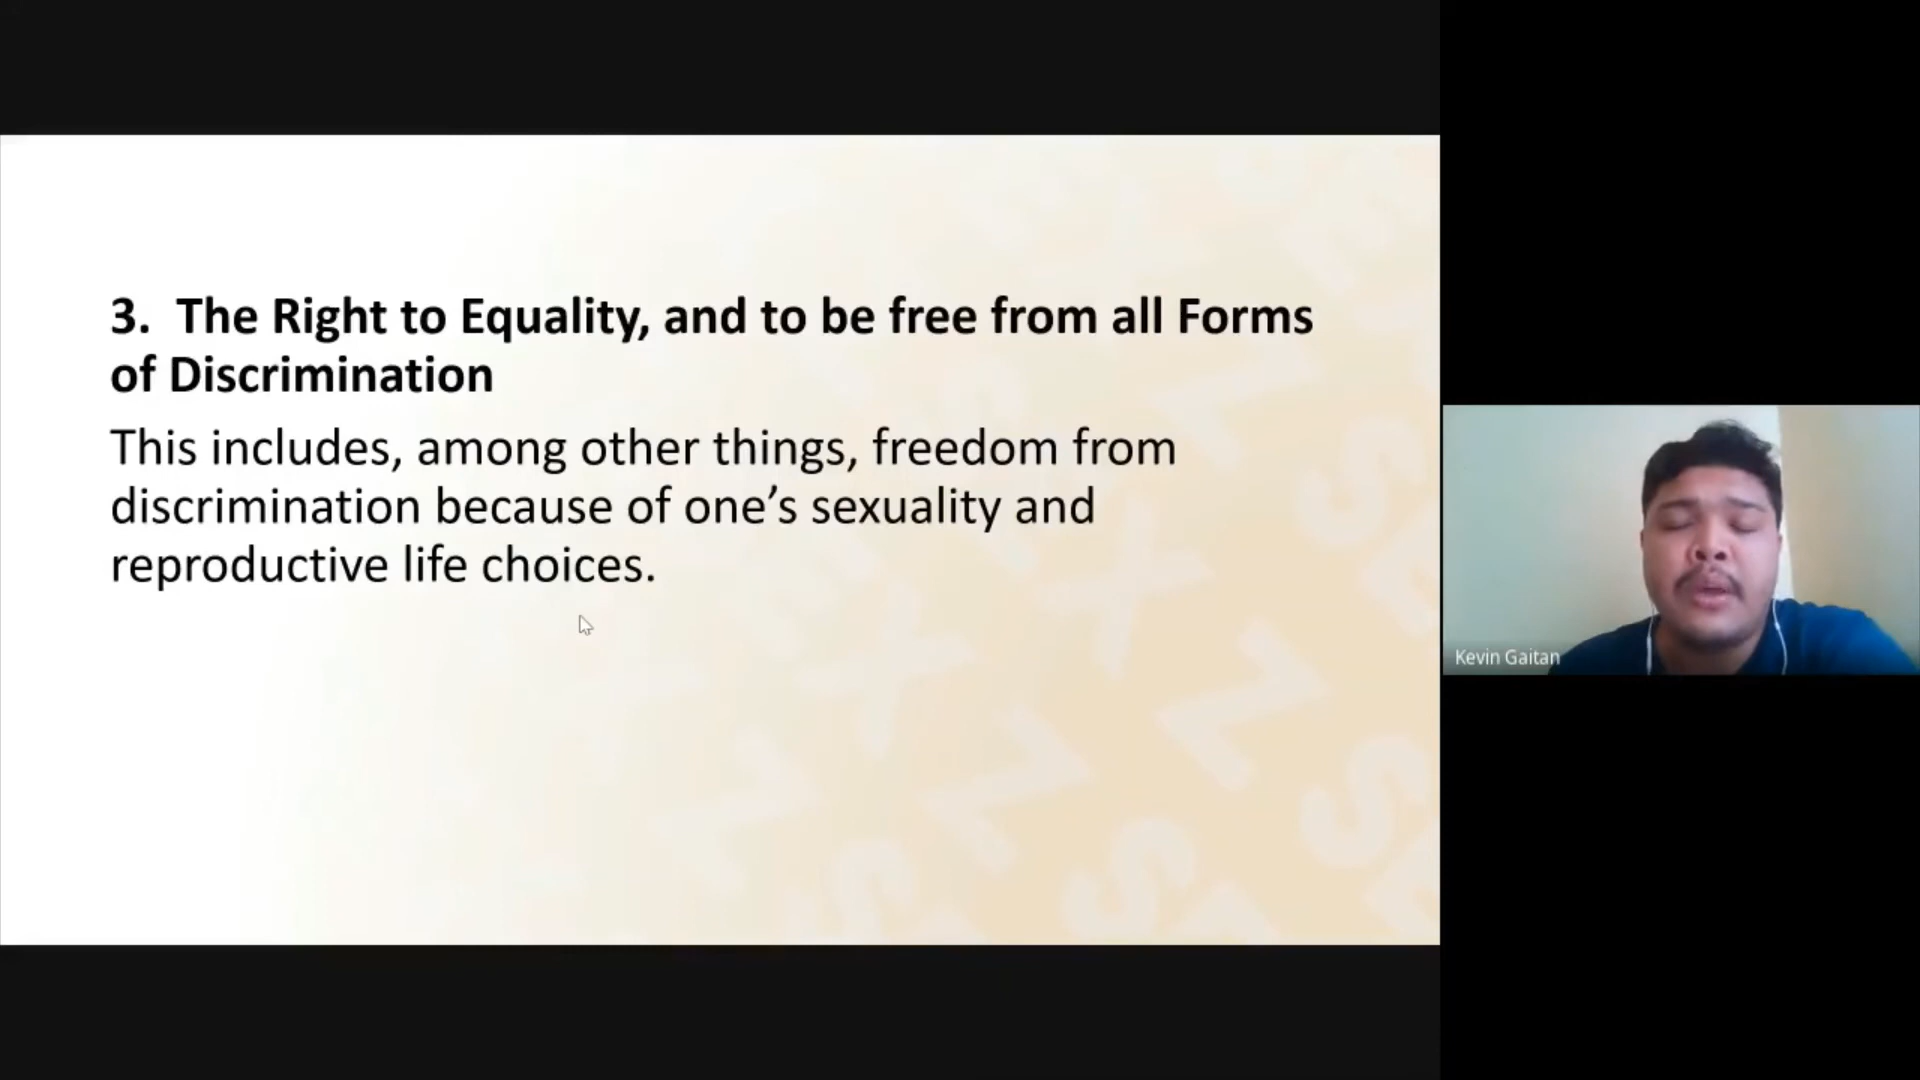 3.  The Right to Equality, and to be free from all Forms
of Discrimination
This includes, among other things, freedom from
discrimination because of one’s sexuality and
reproductive life choices.
Kevin Gaitan